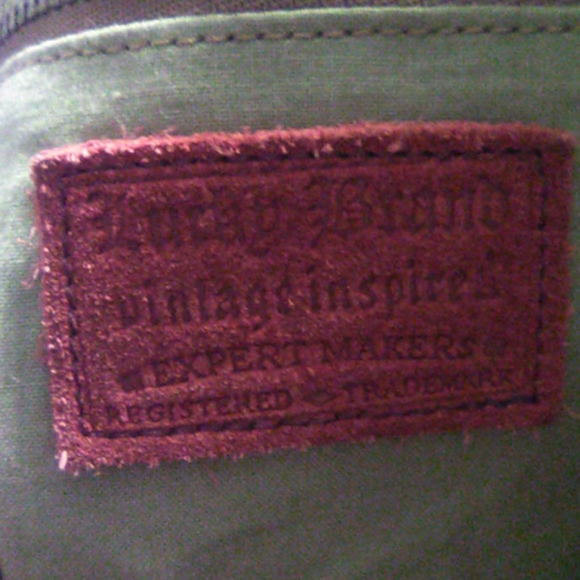 Lucky Brand
vintage inspired
EXPERT MAKERS
REGISTERED TRADEMARK